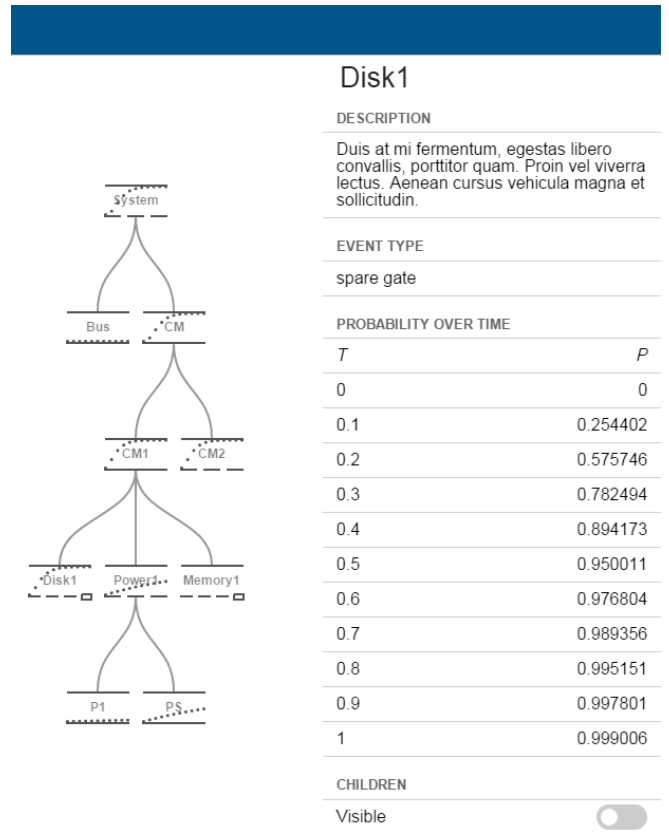 System
Bus
CM
CM1
CM2
Disk1
Power1
Memory1
P1
PS
Disk1
DESCRIPTION
Duis at mi fermentum, egestas libero
convallis, porttitor quam. Proin vel viverra
lectus. Aenean cursus vehicula magna et
sollicitudin.
EVENT TYPE
spare gate
PROBABILITY OVER TIME
T P
0 0
0.1 0.254402
0.2 0.575746
0.3 0.782494
0.4 0.894173
0.5 0.950011
0.6 0.976804
0.7 0.989356
0.8 0.995151
0.9 0.997801
1 0.999006
CHILDREN
Visible